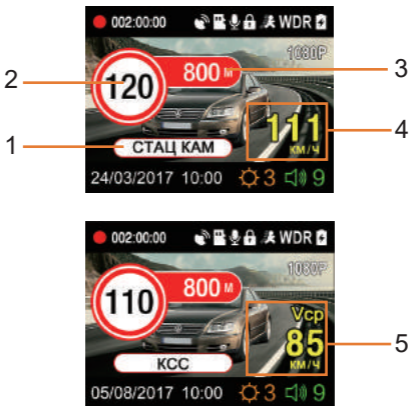 002:00:00 WDR
1080P
120 800 М
111
КМ/Ч
СТАЦ КАМ
24/03/2017 10:00 3 9
1
2
3
4
002:00:00 WDR
1080P
110 800 М
Vcp
85
КМ/Ч
КСС
05/08/2017 10:00 3 9
5